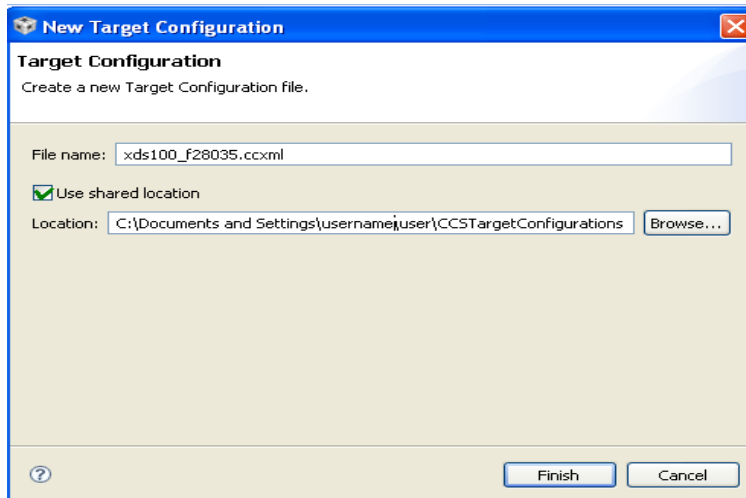 New Target Configuration
Target Configuration
Create a new Target Configuration file.
File name: xds100_f28035.ccxml
Use shared location
Location: C:\Documents and Settings\username\user\CCSTargetConfigurations Browse...
? Finish Cancel